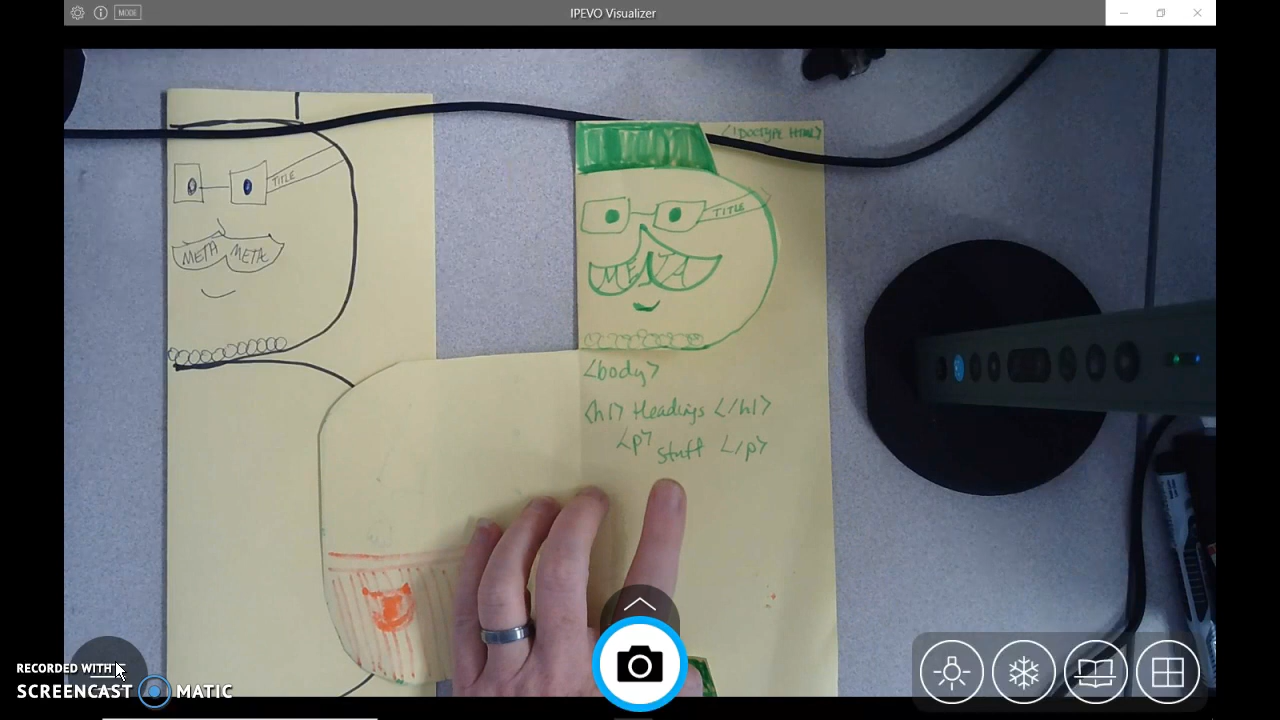 MODE
IPEVO Visualizer
<!DOCTYPE HTML>
TITLE
META META
TITLE
META
<body>
<h1> Headings </h1>
<p> Stuff </p>
RECORDED WITH
SCREENCAST MATIC